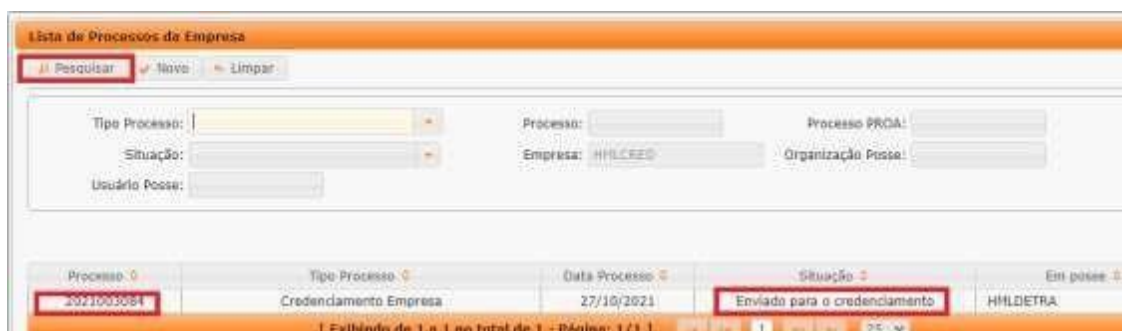 Lista de Processos da Empresa
Pesquisar Novo Limpar
Tipo Processo: Processo: Processo PROA:
Situação: Empresa: HMLCRED Organização Posse:
Usuário Posse:
Processo Tipo Processo Data Processo Situação Em posse
2021003084 Credenciamento Empresa 27/10/2021 Enviado para o credenciamento HMLDETRA
[ Exibindo de 1 a 1 no total de 1 - Página: 1/1 ] 1 25